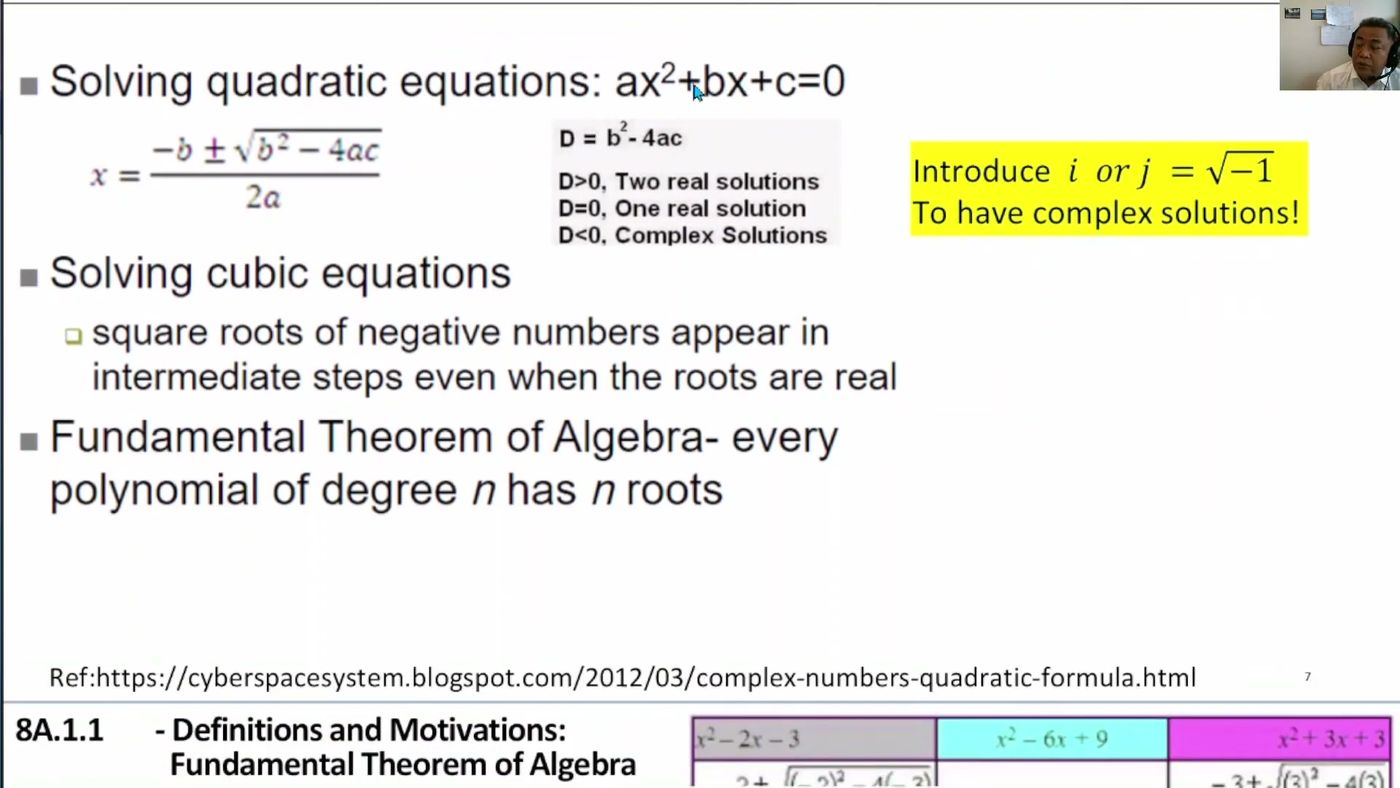 Solving quadratic equations: ax²+bx+c=0
x = (-b ± √(b² – 4ac)) / 2a
D = b² - 4ac
D>0, Two real solutions
D=0, One real solution
D<0, Complex Solutions
Introduce i or j = √−1
To have complex solutions!
Solving cubic equations
square roots of negative numbers appear in
intermediate steps even when the roots are real
Fundamental Theorem of Algebra- every
polynomial of degree n has n roots
Ref:https://cyberspacesystem.blogspot.com/2012/03/complex-numbers-quadratic-formula.html
7
8A.1.1 - Definitions and Motivations:
Fundamental Theorem of Algebra
x² – 2x – 3
x² – 6x + 9
x² + 3x + 3